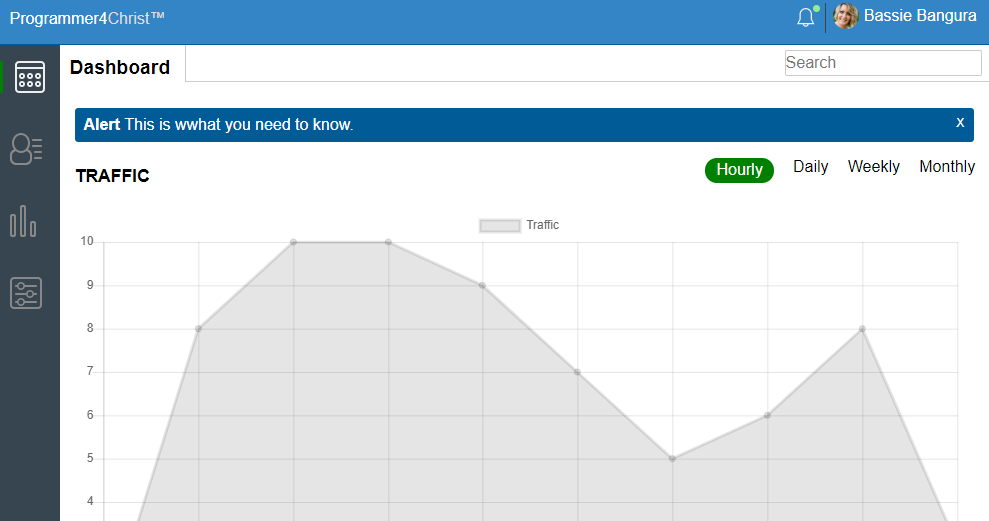 Programmer4Christ™
Bassie Bangura
Dashboard
Search
Alert This is wwhat you need to know.
x
TRAFFIC
Hourly
Daily
Weekly
Monthly
Traffic
10
9
8
7
6
5
4